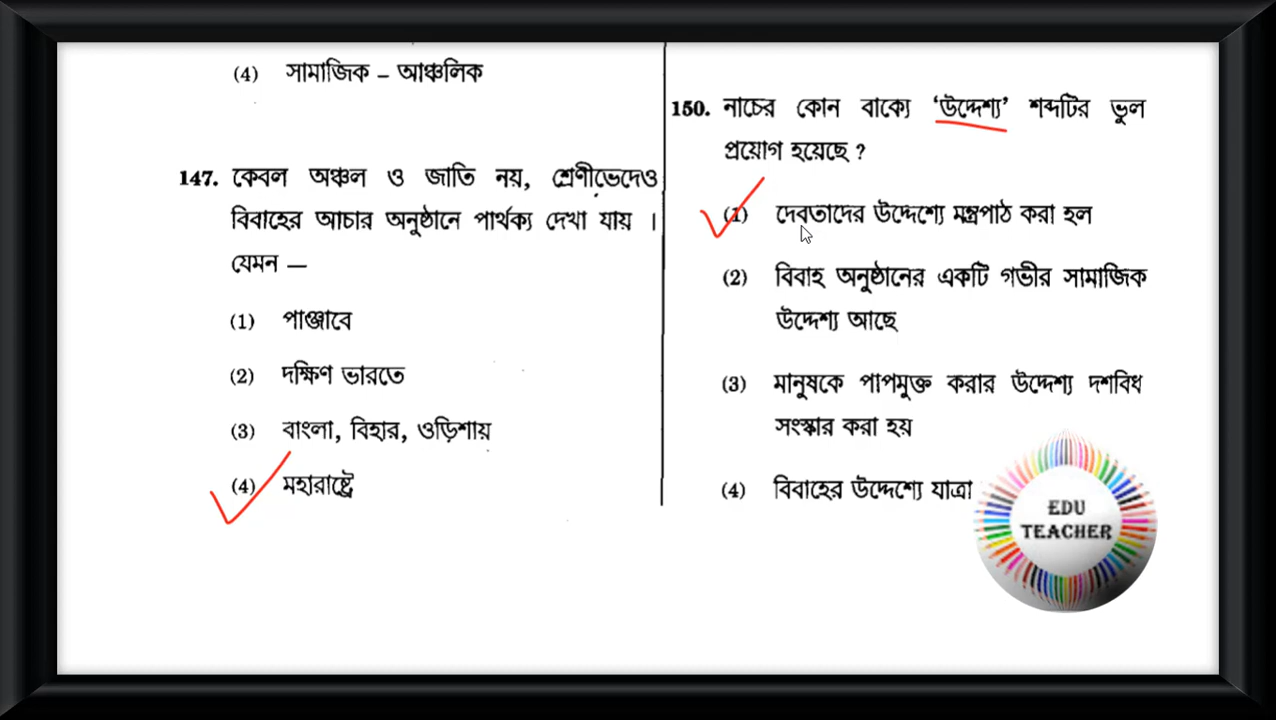 (4) সামাজিক – আঞ্চলিক
147. কেবল অঞ্চল ও জাতি নয়, শ্রেণীভেদেও
বিবাহের আচার অনুষ্ঠানে পার্থক্য দেখা যায় ।
যেমন —
(1) পাঞ্জাবে
(2) দক্ষিণ ভারতে
(3) বাংলা, বিহার, ওড়িশায়
(4) মহারাষ্ট্রে
150. নাচের কোন বাক্যে ‘উদ্দেশ্য’ শব্দটির ভুল
প্রয়োগ হয়েছে ?
(1) দেবতাদের উদ্দেশ্যে মন্ত্রপাঠ করা হল
(2) বিবাহ অনুষ্ঠানের একটি গভীর সামাজিক
উদ্দেশ্য আছে
(3) মানুষকে পাপমুক্ত করার উদ্দেশ্য দশবিধ
সংস্কার করা হয়
(4) বিবাহের উদ্দেশ্যে যাত্রা
EDU
TEACHER